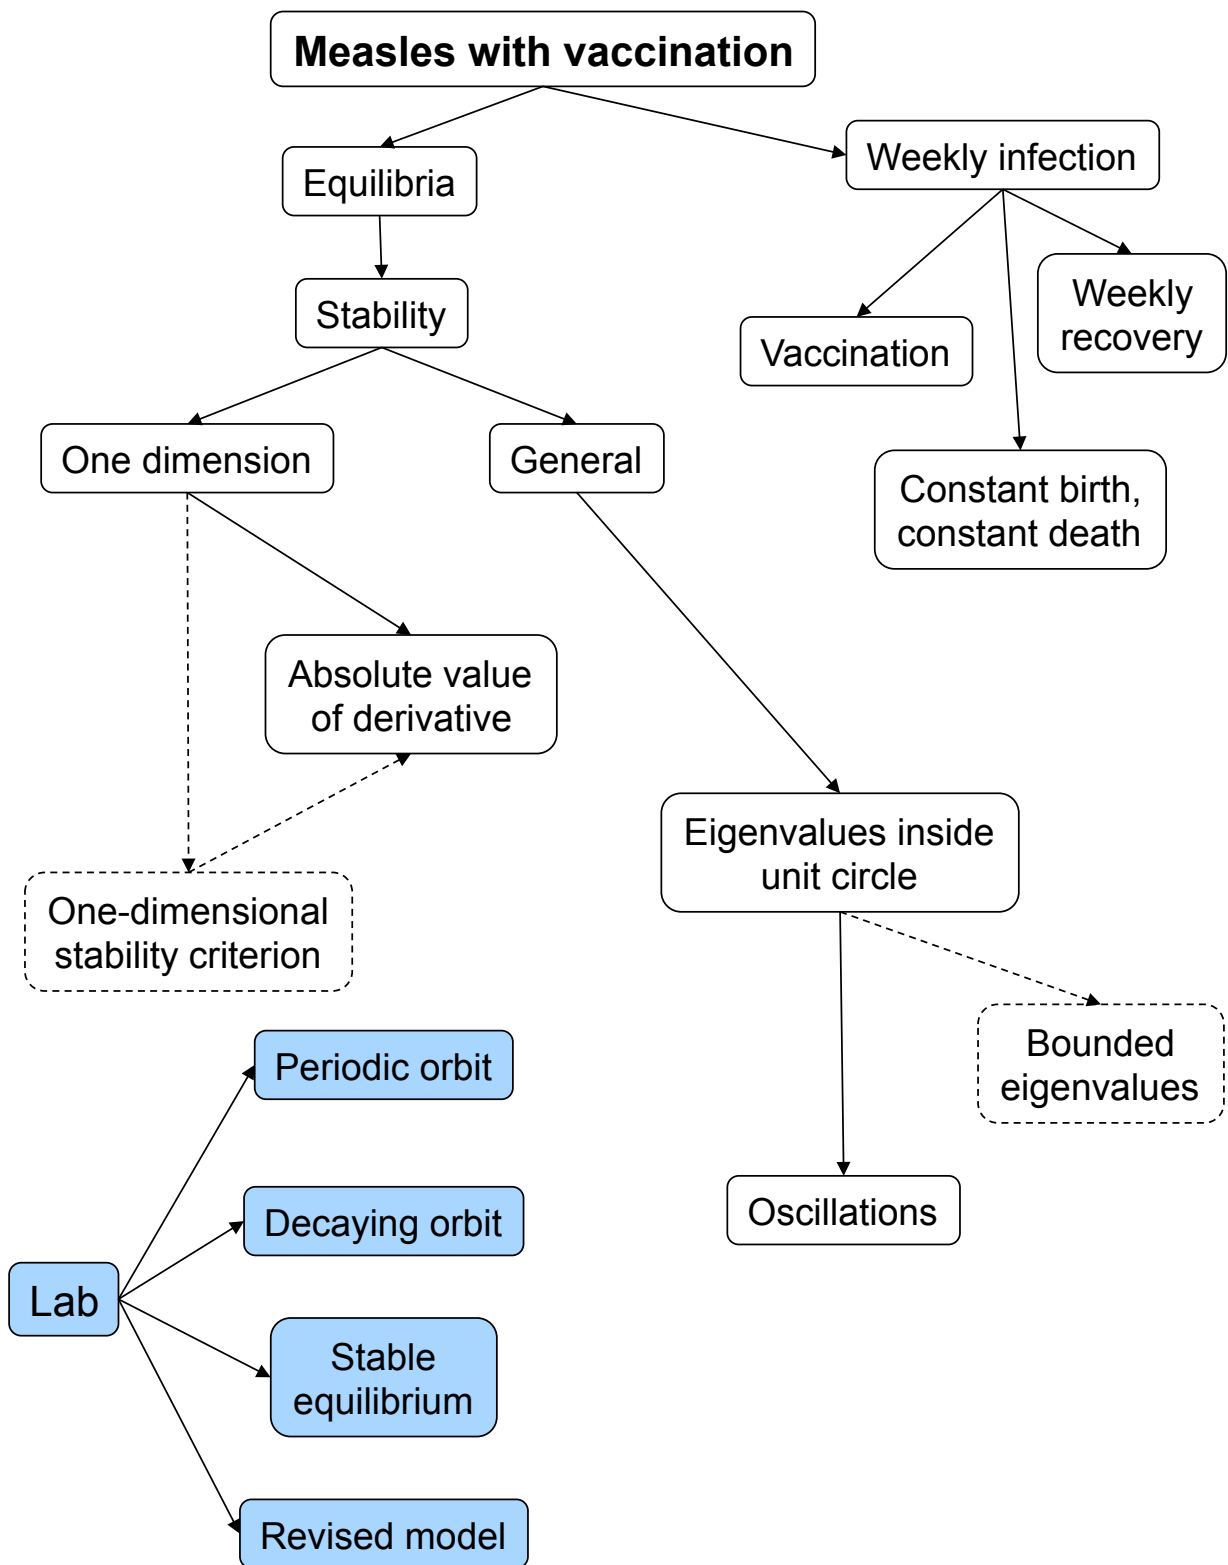 Measles with vaccination
Equilibria
Weekly infection
Stability
Vaccination
Weekly
recovery
One dimension
General
Constant birth,
constant death
Absolute value
of derivative
Eigenvalues inside
unit circle
One-dimensional
stability criterion
Bounded
eigenvalues
Oscillations
Lab
Periodic orbit
Decaying orbit
Stable
equilibrium
Revised model